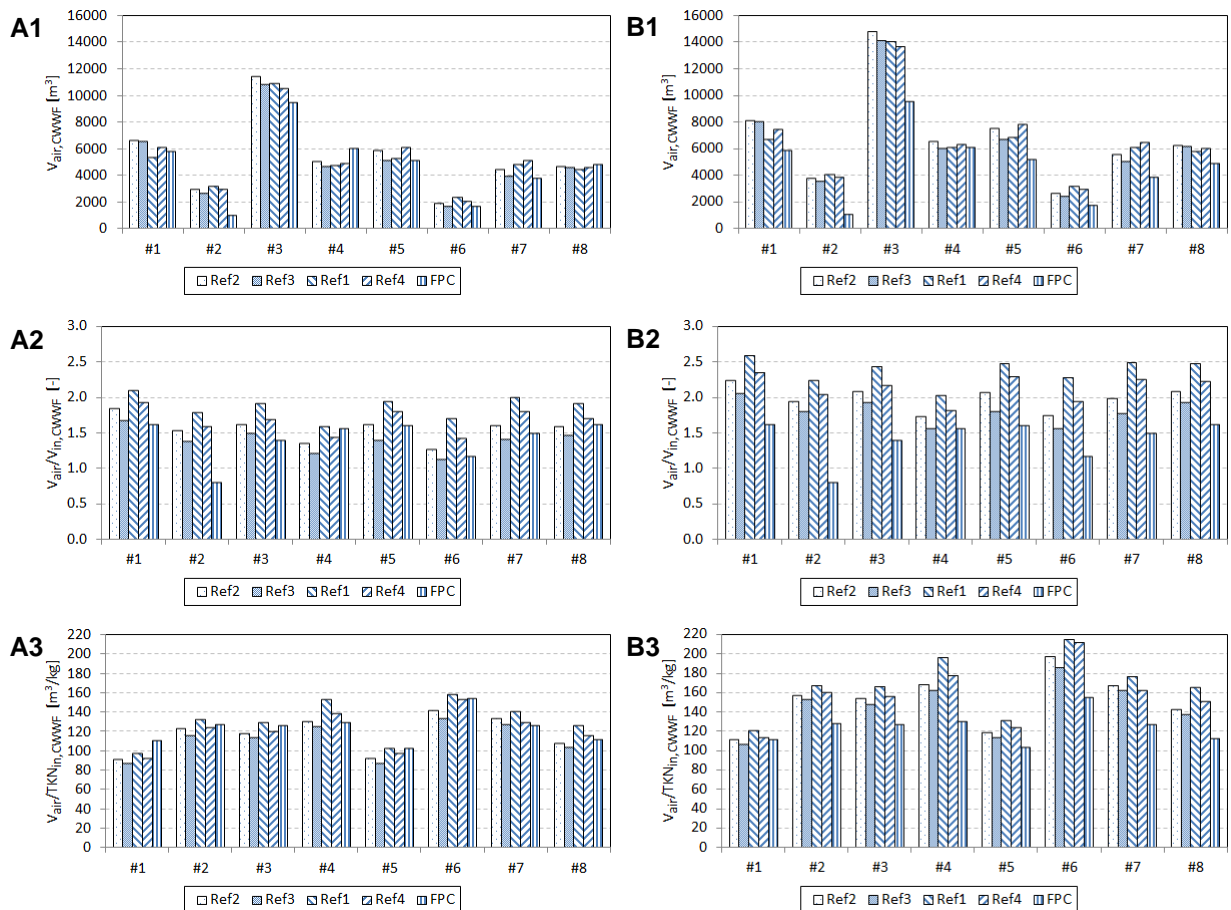 A1
V_air,CWWF [m³]
16000
14000
12000
10000
8000
6000
4000
2000
0
#1 #2 #3 #4 #5 #6 #7 #8
Ref2 Ref3 Ref1 Ref4 FPC
B1
V_air,CWWF [m³]
16000
14000
12000
10000
8000
6000
4000
2000
0
#1 #2 #3 #4 #5 #6 #7 #8
Ref2 Ref3 Ref1 Ref4 FPC
A2
V_air/V_in,CWWF [-]
3.0
2.5
2.0
1.5
1.0
0.5
0.0
#1 #2 #3 #4 #5 #6 #7 #8
Ref2 Ref3 Ref1 Ref4 FPC
B2
V_air/V_in,CWWF [-]
3.0
2.5
2.0
1.5
1.0
0.5
0.0
#1 #2 #3 #4 #5 #6 #7 #8
Ref2 Ref3 Ref1 Ref4 FPC
A3
V_air/TKN_in,CWWF [m³/kg]
220
200
180
160
140
120
100
80
60
40
20
0
#1 #2 #3 #4 #5 #6 #7 #8
Ref2 Ref3 Ref1 Ref4 FPC
B3
V_air/TKN_in,CWWF [m³/kg]
220
200
180
160
140
120
100
80
60
40
20
0
#1 #2 #3 #4 #5 #6 #7 #8
Ref2 Ref3 Ref1 Ref4 FPC